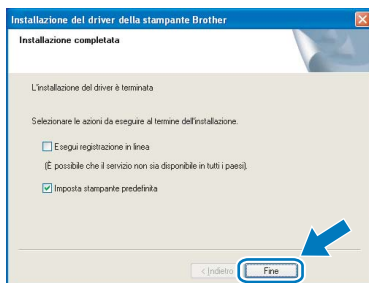 Installazione del driver della stampante Brother
Installazione completata
L'installazione del driver è terminata
Selezionare le azioni da eseguire al termine dell'installazione.
Esegui registrazione in linea
(È possibile che il servizio non sia disponibile in tutti i paesi).
Imposta stampante predefinita
< Indietro
Fine